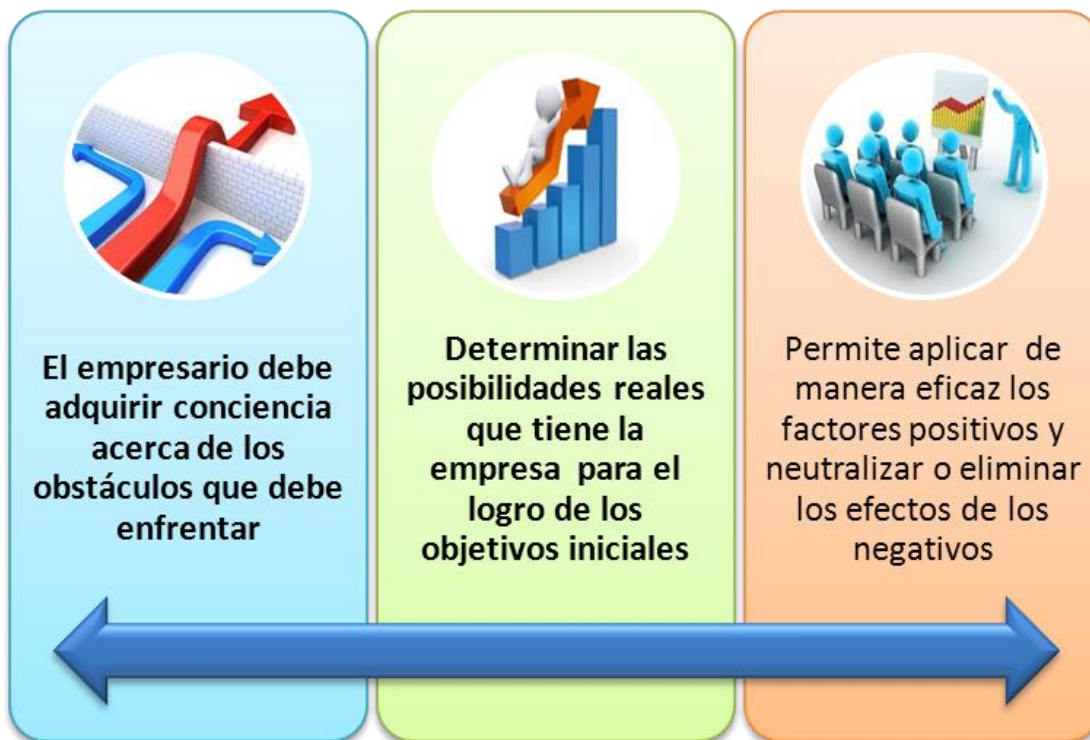 El empresario debe
adquirir conciencia
acerca de los
obstáculos que debe
enfrentar
Determinar las
posibilidades reales
que tiene la
empresa para el
logro de los
objetivos iniciales
Permite aplicar de
manera eficaz los
factores positivos y
neutralizar o eliminar
los efectos de los
negativos